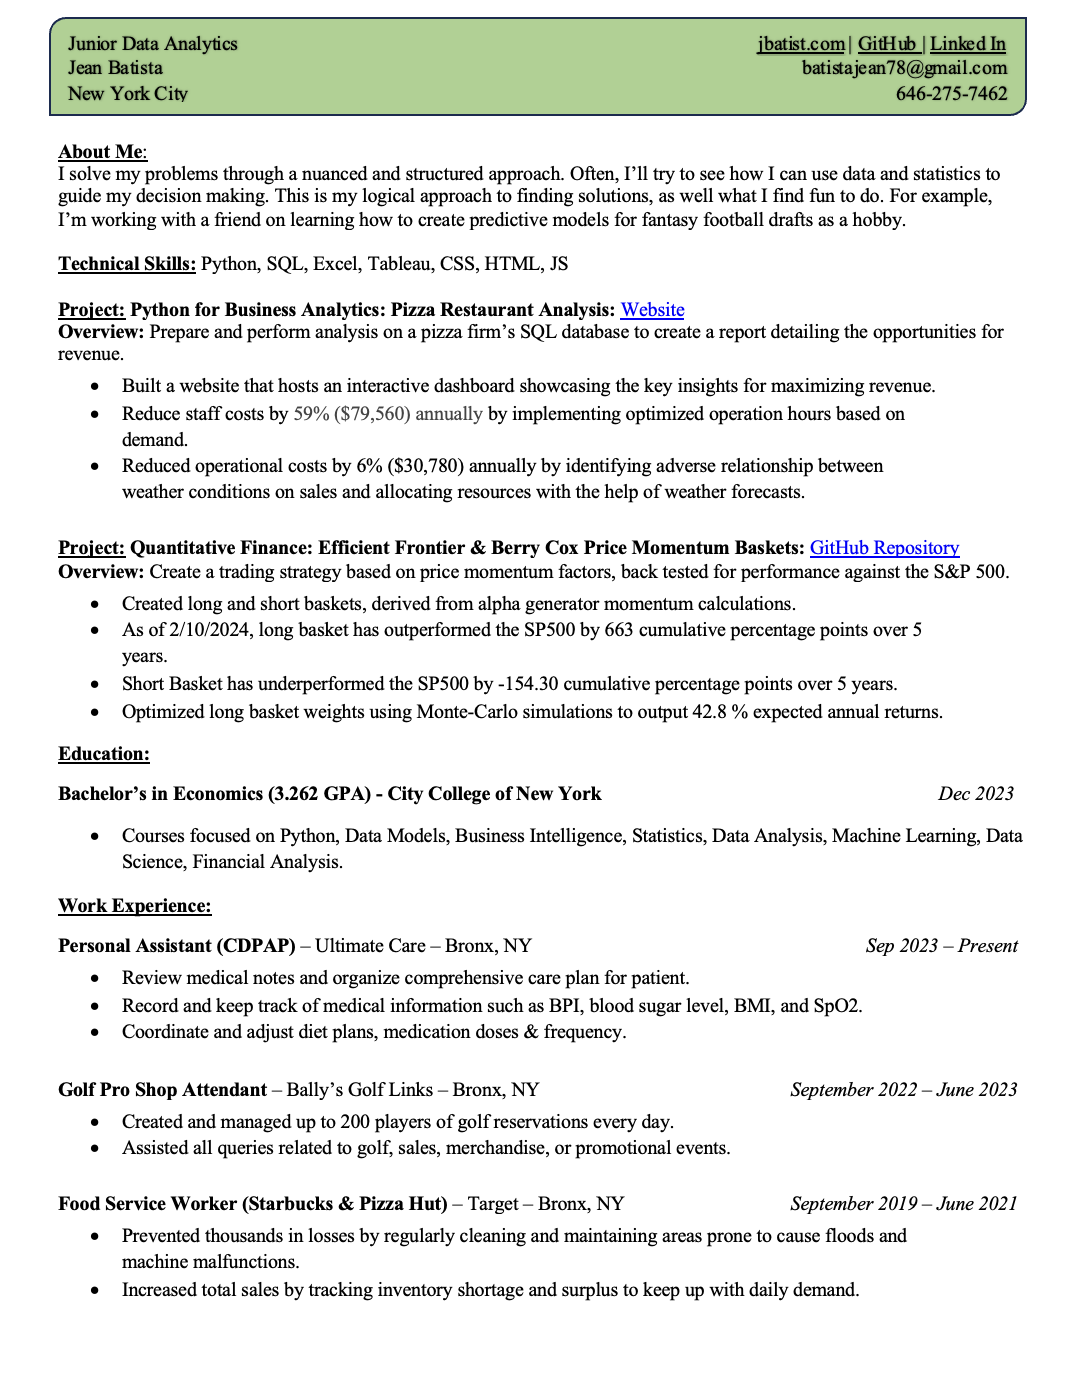 Junior Data Analytics
jbatist.com| GitHub | Linked In
Jean Batista
batistajean78@gmail.com
New York City
646-275-7462
About Me:
I solve my problems through a nuanced and structured approach. Often, I’ll try to see how I can use data and statistics to
guide my decision making. This is my logical approach to finding solutions, as well what I find fun to do. For example,
I’m working with a friend on learning how to create predictive models for fantasy football drafts as a hobby.
Technical Skills: Python, SQL, Excel, Tableau, CSS, HTML, JS
Project: Python for Business Analytics: Pizza Restaurant Analysis: Website
Overview: Prepare and perform analysis on a pizza firm’s SQL database to create a report detailing the opportunities for
revenue.
• Built a website that hosts an interactive dashboard showcasing the key insights for maximizing revenue.
• Reduce staff costs by 59% ($79,560) annually by implementing optimized operation hours based on
demand.
• Reduced operational costs by 6% ($30,780) annually by identifying adverse relationship between
weather conditions on sales and allocating resources with the help of weather forecasts.
Project: Quantitative Finance: Efficient Frontier & Berry Cox Price Momentum Baskets: GitHub Repository
Overview: Create a trading strategy based on price momentum factors, back tested for performance against the S&P 500.
• Created long and short baskets, derived from alpha generator momentum calculations.
• As of 2/10/2024, long basket has outperformed the SP500 by 663 cumulative percentage points over 5
years.
• Short Basket has underperformed the SP500 by -154.30 cumulative percentage points over 5 years.
• Optimized long basket weights using Monte-Carlo simulations to output 42.8 % expected annual returns.
Education:
Bachelor’s in Economics (3.262 GPA) - City College of New York Dec 2023
• Courses focused on Python, Data Models, Business Intelligence, Statistics, Data Analysis, Machine Learning, Data
Science, Financial Analysis.
Work Experience:
Personal Assistant (CDPAP) – Ultimate Care – Bronx, NY Sep 2023 – Present
• Review medical notes and organize comprehensive care plan for patient.
• Record and keep track of medical information such as BPI, blood sugar level, BMI, and SpO2.
• Coordinate and adjust diet plans, medication doses & frequency.
Golf Pro Shop Attendant – Bally’s Golf Links – Bronx, NY September 2022 – June 2023
• Created and managed up to 200 players of golf reservations every day.
• Assisted all queries related to golf, sales, merchandise, or promotional events.
Food Service Worker (Starbucks & Pizza Hut) – Target – Bronx, NY September 2019 – June 2021
• Prevented thousands in losses by regularly cleaning and maintaining areas prone to cause floods and
machine malfunctions.
• Increased total sales by tracking inventory shortage and surplus to keep up with daily demand.